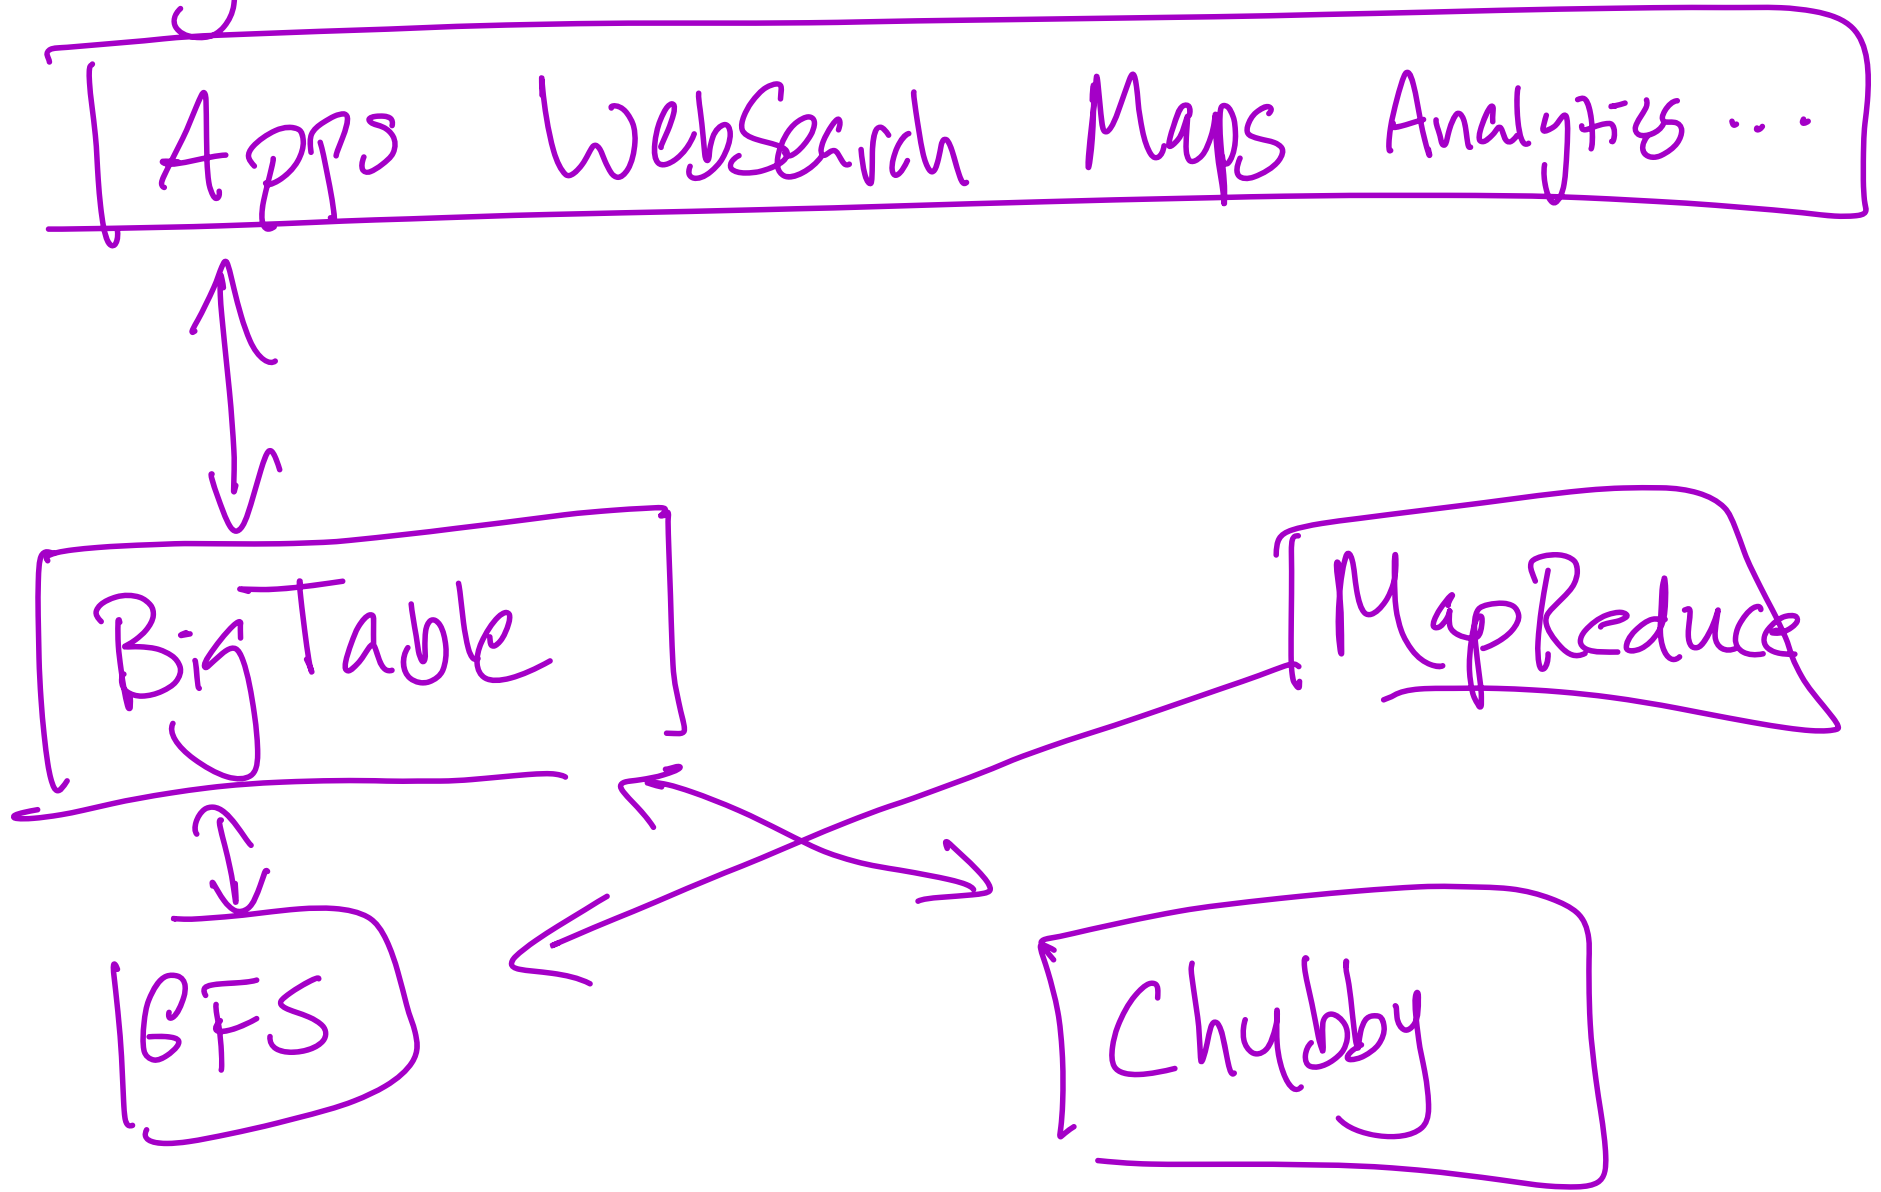 Apps WebSearch Maps Analytics ...
BigTable
MapReduce
GFS
Chubby